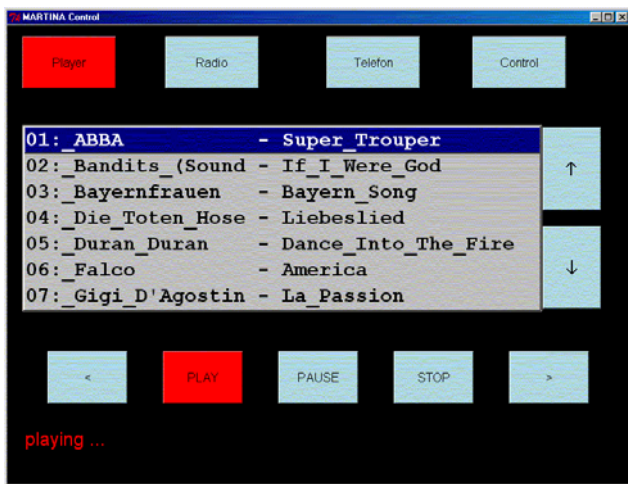 MARTINA Control
Player Radio Telefon Control
01:_ABBA - Super_Trouper
02:_Bandits_(Sound - If_I_Were_God
03:_Bayernfrauen - Bayern_Song
04:_Die_Toten_Hose - Liebeslied
05:_Duran_Duran - Dance_Into_The_Fire
06:_Falco - America
07:_Gigi_D'Agostin - La_Passion
↑
↓
< PLAY PAUSE STOP >
playing ...